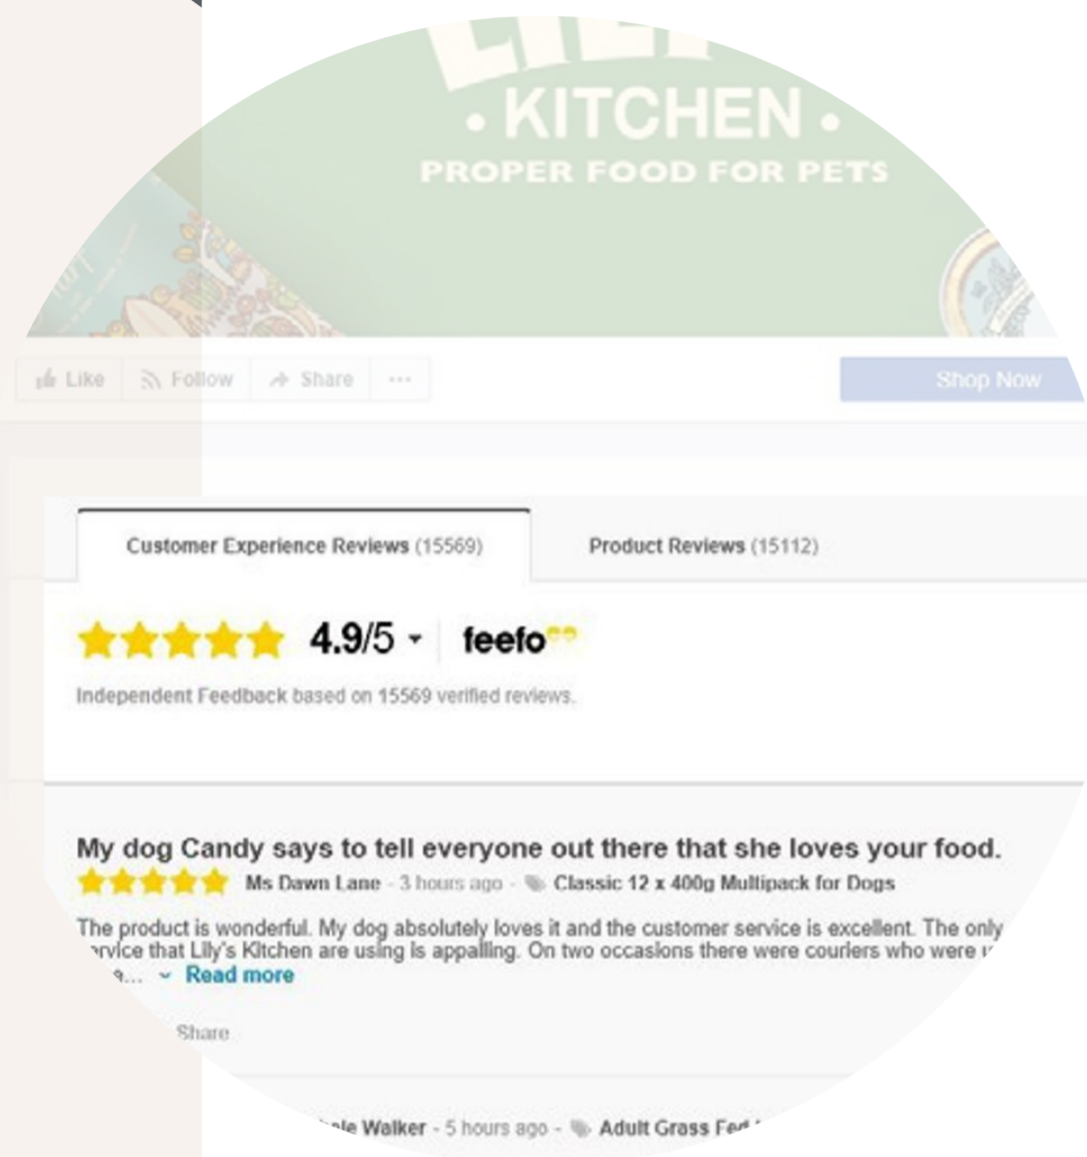 • KITCHEN •
PROPER FOOD FOR PETS
Like Follow Share ... Shop Now
Customer Experience Reviews (15569) Product Reviews (15112)
4.9/5 feefo
Independent Feedback based on 15569 verified reviews.
My dog Candy says to tell everyone out there that she loves your food.
Ms Dawn Lane - 3 hours ago - Classic 12 x 400g Multipack for Dogs
The product is wonderful. My dog absolutely loves it and the customer service is excellent. The only
that Lily's Kitchen are using is appalling. On two occasions there were couriers who were
... Read more
Share
Walker - 5 hours ago - Adult Grass Fed